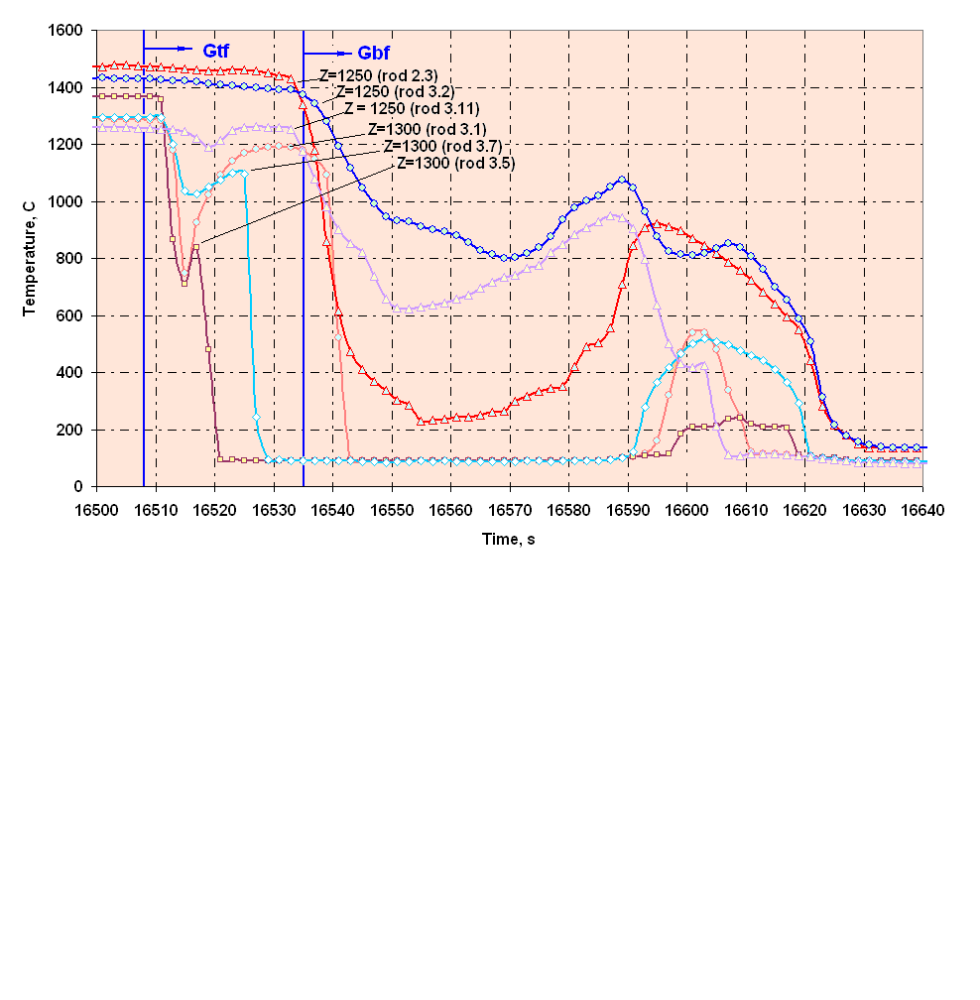 1600
Gtf
Gbf
1400
Z=1250 (rod 2.3)
Z=1250 (rod 3.2)
Z = 1250 (rod 3.11)
1200
Z=1300 (rod 3.1)
Z=1300 (rod 3.7)
Z=1300 (rod 3.5)
1000
800
600
400
200
0
Temperature, C
16500 16510 16520 16530 16540 16550 16560 16570 16580 16590 16600 16610 16620 16630 16640
Time, s